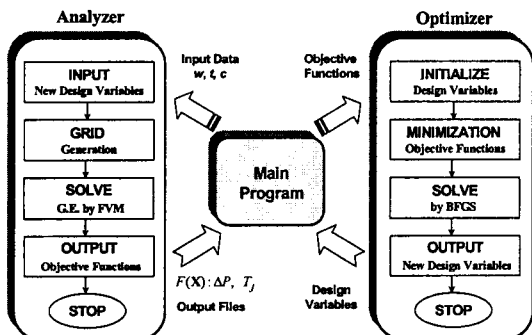 Analyzer
INPUT
New Design Variables
GRID
Generation
SOLVE
G.E. by FVM
OUTPUT
Objective Functions
STOP
Input Data
w, t, c
Objective
Functions
Main
Program
F(X): ΔP, Tj
Output Files
Design
Variables
Optimizer
INITIALIZE
Design Variables
MINIMIZATION
Objective Functions
SOLVE
by BFGS
OUTPUT
New Design Variables
STOP